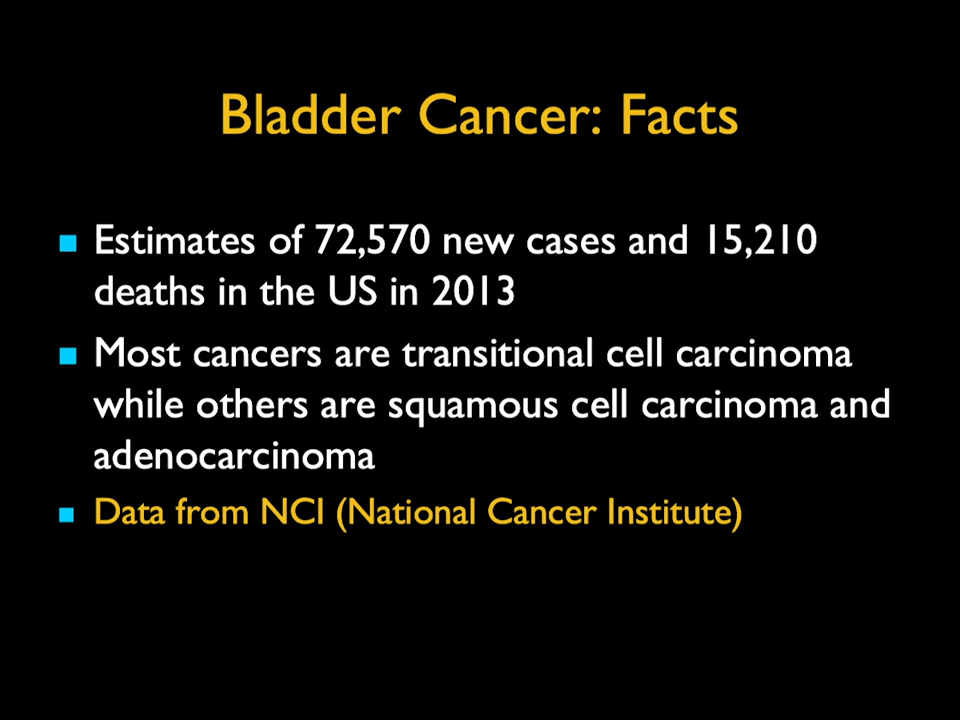 Bladder Cancer: Facts
Estimates of 72,570 new cases and 15,210
deaths in the US in 2013
Most cancers are transitional cell carcinoma
while others are squamous cell carcinoma and
adenocarcinoma
Data from NCI (National Cancer Institute)